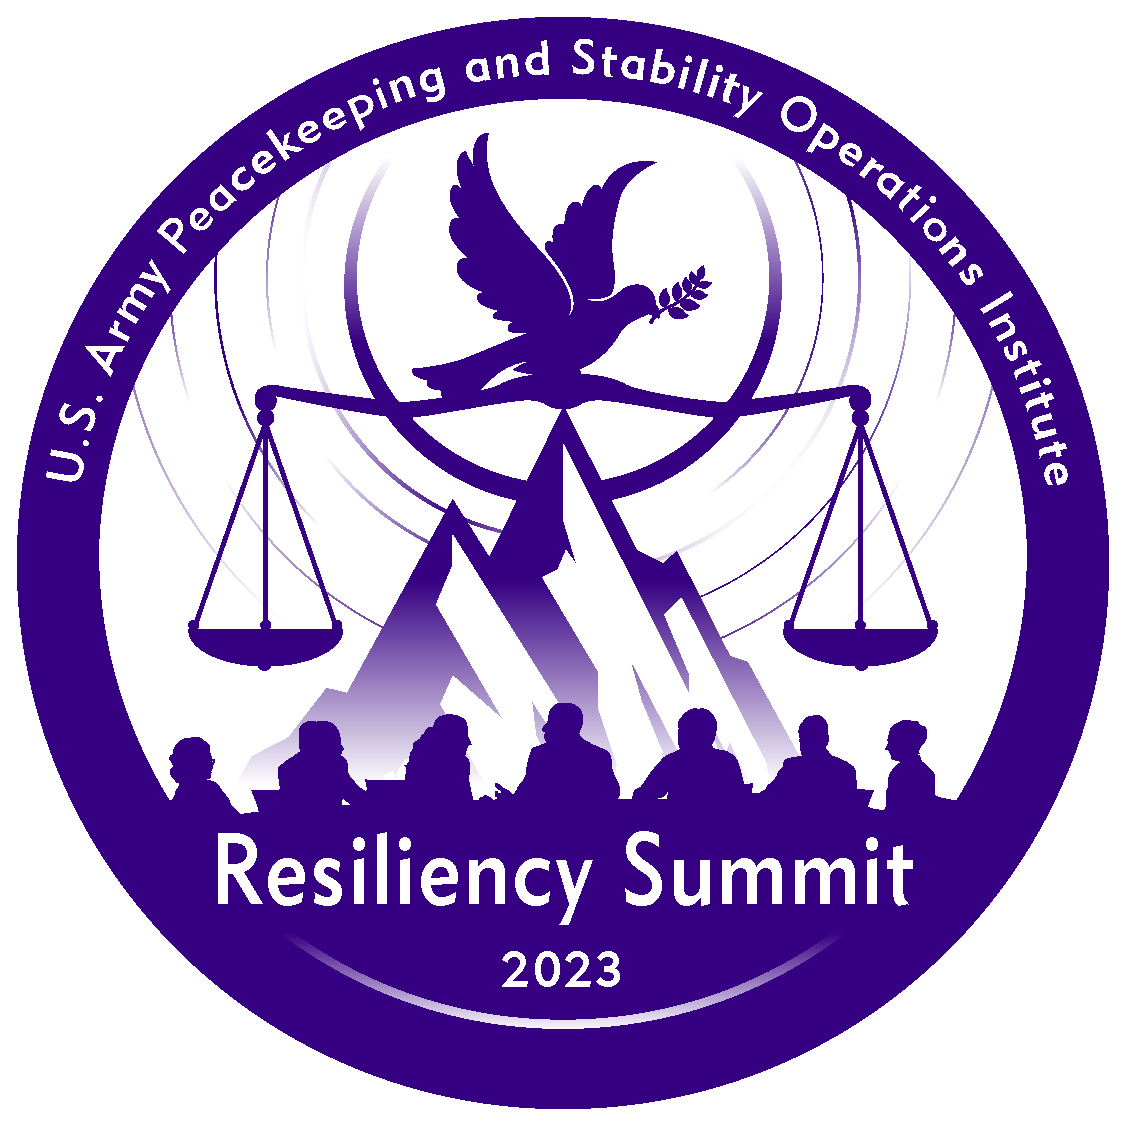 U.S. Army Peacekeeping and Stability Operations Institute
Resiliency Summit
2023